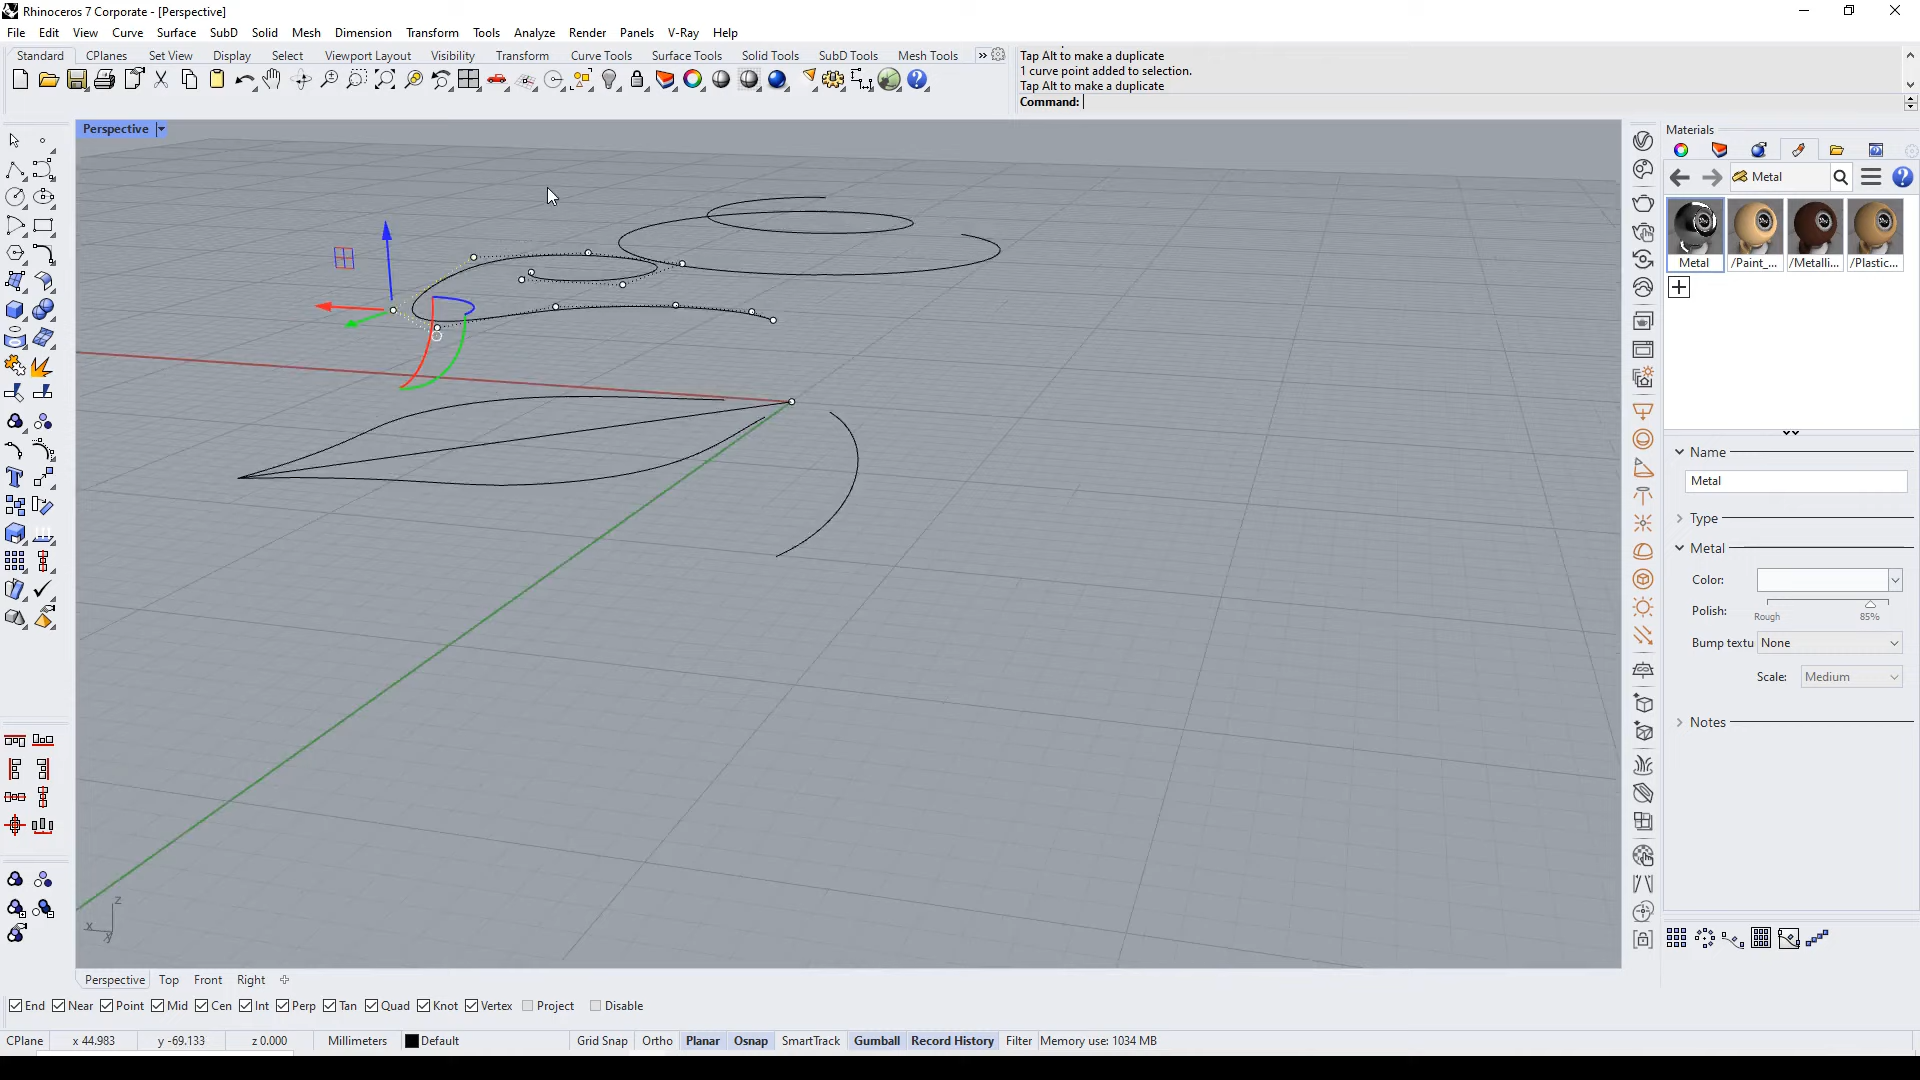 Rhinoceros 7 Corporate - [Perspective]
File Edit View Curve Surface SubD Solid Mesh Dimension Transform Tools Analyze Render Panels V-Ray Help
Standard CPlanes Set View Display Select Viewport Layout Visibility Transform Curve Tools Surface Tools Solid Tools SubD Tools Mesh Tools »
Tap Alt to make a duplicate
1 curve point added to selection.
Tap Alt to make a duplicate
Command:
Perspective
Materials
Metal
Metal /Paint_... /Metalli... /Plastic...
Name
Metal
Type
Metal
Color:
Polish:
Rough 85%
Bump textu None
Scale: Medium
Notes
z
x
y
Perspective Top Front Right
End Near Point Mid Cen Int Perp Tan Quad Knot Vertex Project Disable
CPlane x 44.983 y -69.133 z 0.000 Millimeters Default Grid Snap Ortho Planar Osnap SmartTrack Gumball Record History Filter Memory use: 1034 MB